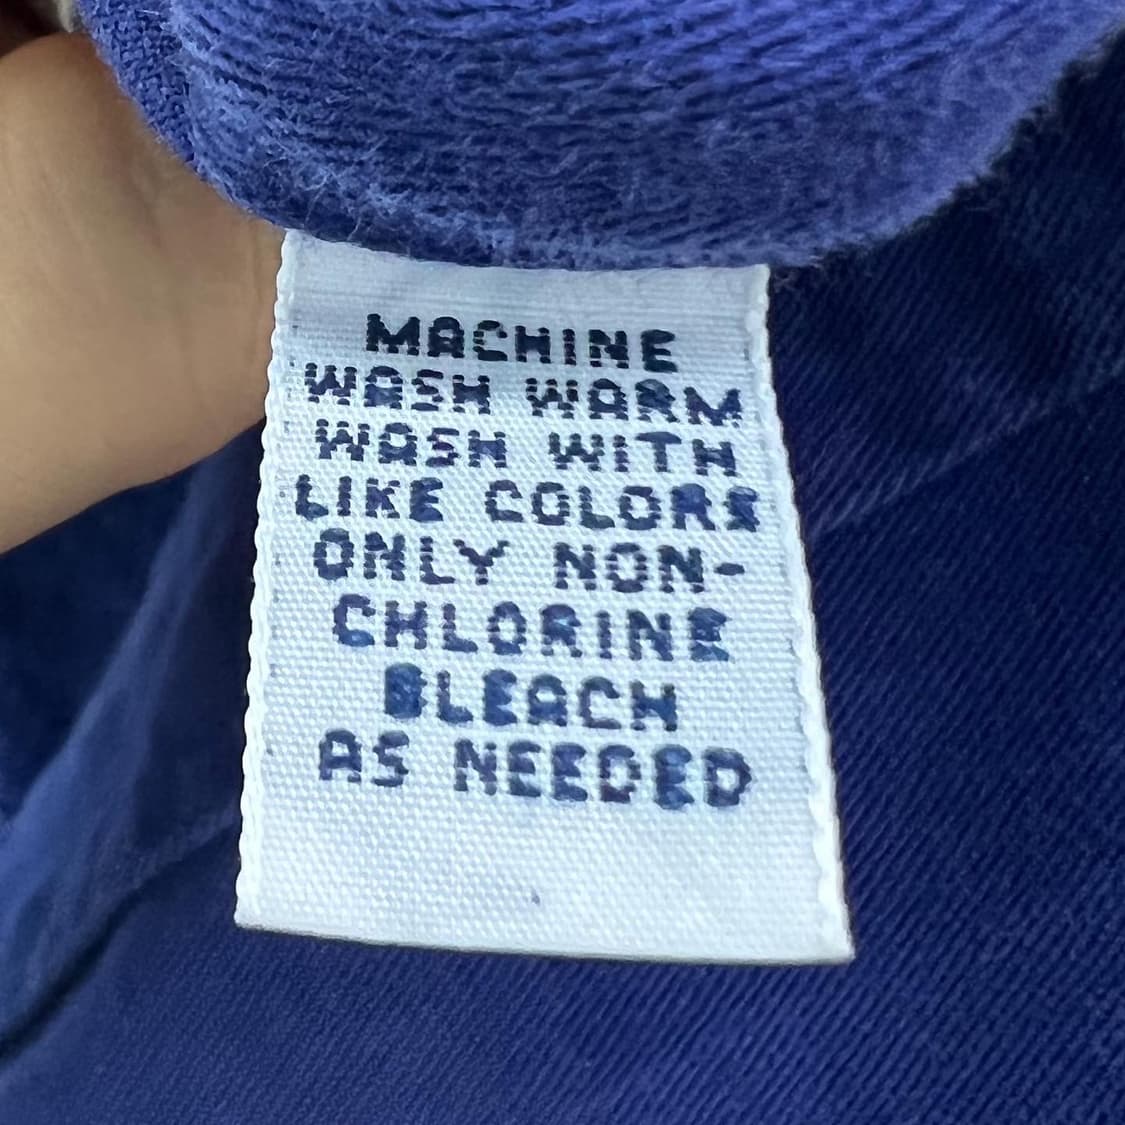 MACHINE
WASH WARM
WASH WITH
LIKE COLORS
ONLY NON-
CHLORINE
BLEACH
AS NEEDED